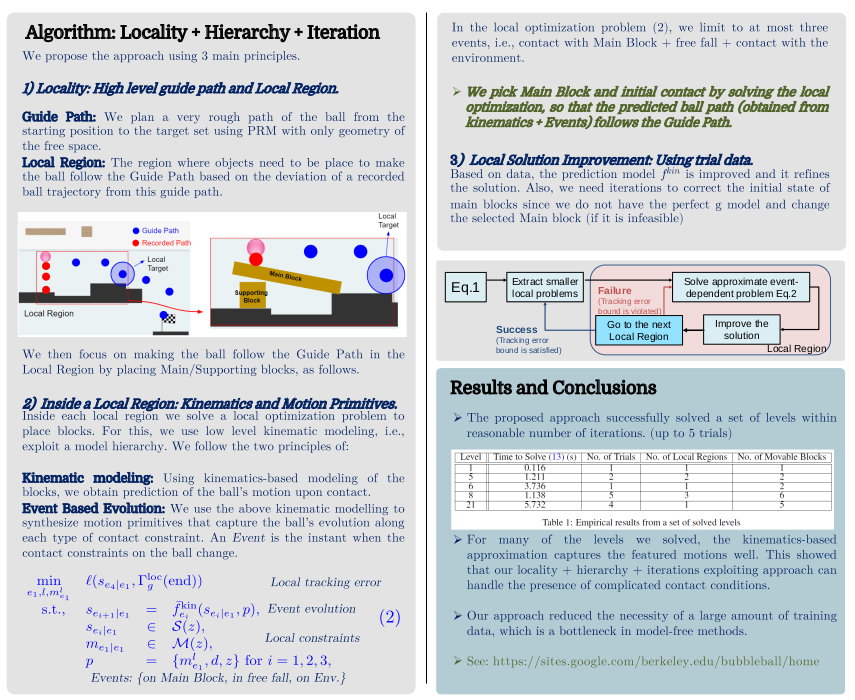 Algorithm: Locality + Hierarchy + Iteration
We propose the approach using 3 main principles.
1) Locality: High level guide path and Local Region.
Guide Path: We plan a very rough path of the ball from the
starting position to the target set using PRM with only geometry of
the free space.
Local Region: The region where objects need to be place to make
the ball follow the Guide Path based on the deviation of a recorded
ball trajectory from this guide path.
Guide Path
Recorded Path
Local
Target
Local Region
Local
Target
Main Block
Supporting
Block
We then focus on making the ball follow the Guide Path in the
Local Region by placing Main/Supporting blocks, as follows.
2) Inside a Local Region: Kinematics and Motion Primitives.
Inside each local region we solve a local optimization problem to
place blocks. For this, we use low level kinematic modeling, i.e.,
exploit a model hierarchy. We follow the two principles of:
Kinematic modeling: Using kinematics-based modeling of the
blocks, we obtain prediction of the ball's motion upon contact.
Event Based Evolution: We use the above kinematic modelling to
synthesize motion primitives that capture the ball's evolution along
each type of contact constraint. An Event is the instant when the
contact constraints on the ball change.
min_{e_1,l,m^l_{e_1}} ℓ(s_{e_4|e_1}, Γ_g^{loc}(end)) Local tracking error
s.t., s_{e_{i+1}|e_1} = f̄^{kin}_{e_i}(s_{e_i|e_1}, p), Event evolution
s_{e_i|e_1} ∈ 𝒮(z), (2)
m_{e_1|e_1} ∈ ℳ(z), Local constraints
p = {m^l_{e_1}, d, z} for i = 1, 2, 3,
Events: {on Main Block, in free fall, on Env.}
In the local optimization problem (2), we limit to at most three
events, i.e., contact with Main Block + free fall + contact with the
environment.
➢ We pick Main Block and initial contact by solving the local
optimization, so that the predicted ball path (obtained from
kinematics + Events) follows the Guide Path.
3) Local Solution Improvement: Using trial data.
Based on data, the prediction model f^{kin} is improved and it refines
the solution. Also, we need iterations to correct the initial state of
main blocks since we do not have the perfect g model and change
the selected Main block (if it is infeasible)
Eq.1
Extract smaller
local problems
Failure
(Tracking error
bound is violated)
Solve approximate event-
dependent problem Eq.2
Success
(Tracking error
bound is satisfied)
Go to the next
Local Region
Improve the
solution
Local Region
Results and Conclusions
➢ The proposed approach successfully solved a set of levels within
reasonable number of iterations. (up to 5 trials)
Level Time to Solve (13) (s) No. of Trials No. of Local Regions No. of Movable Blocks
1 0.116 1 1 1
5 1.211 2 2 2
6 3.736 1 1 2
8 1.138 5 3 6
21 5.732 4 1 5
Table 1: Empirical results from a set of solved levels
➢ For many of the levels we solved, the kinematics-based
approximation captures the featured motions well. This showed
that our locality + hierarchy + iterations exploiting approach can
handle the presence of complicated contact conditions.
➢ Our approach reduced the necessity of a large amount of training
data, which is a bottleneck in model-free methods.
➢ See: https://sites.google.com/berkeley.edu/bubbleball/home